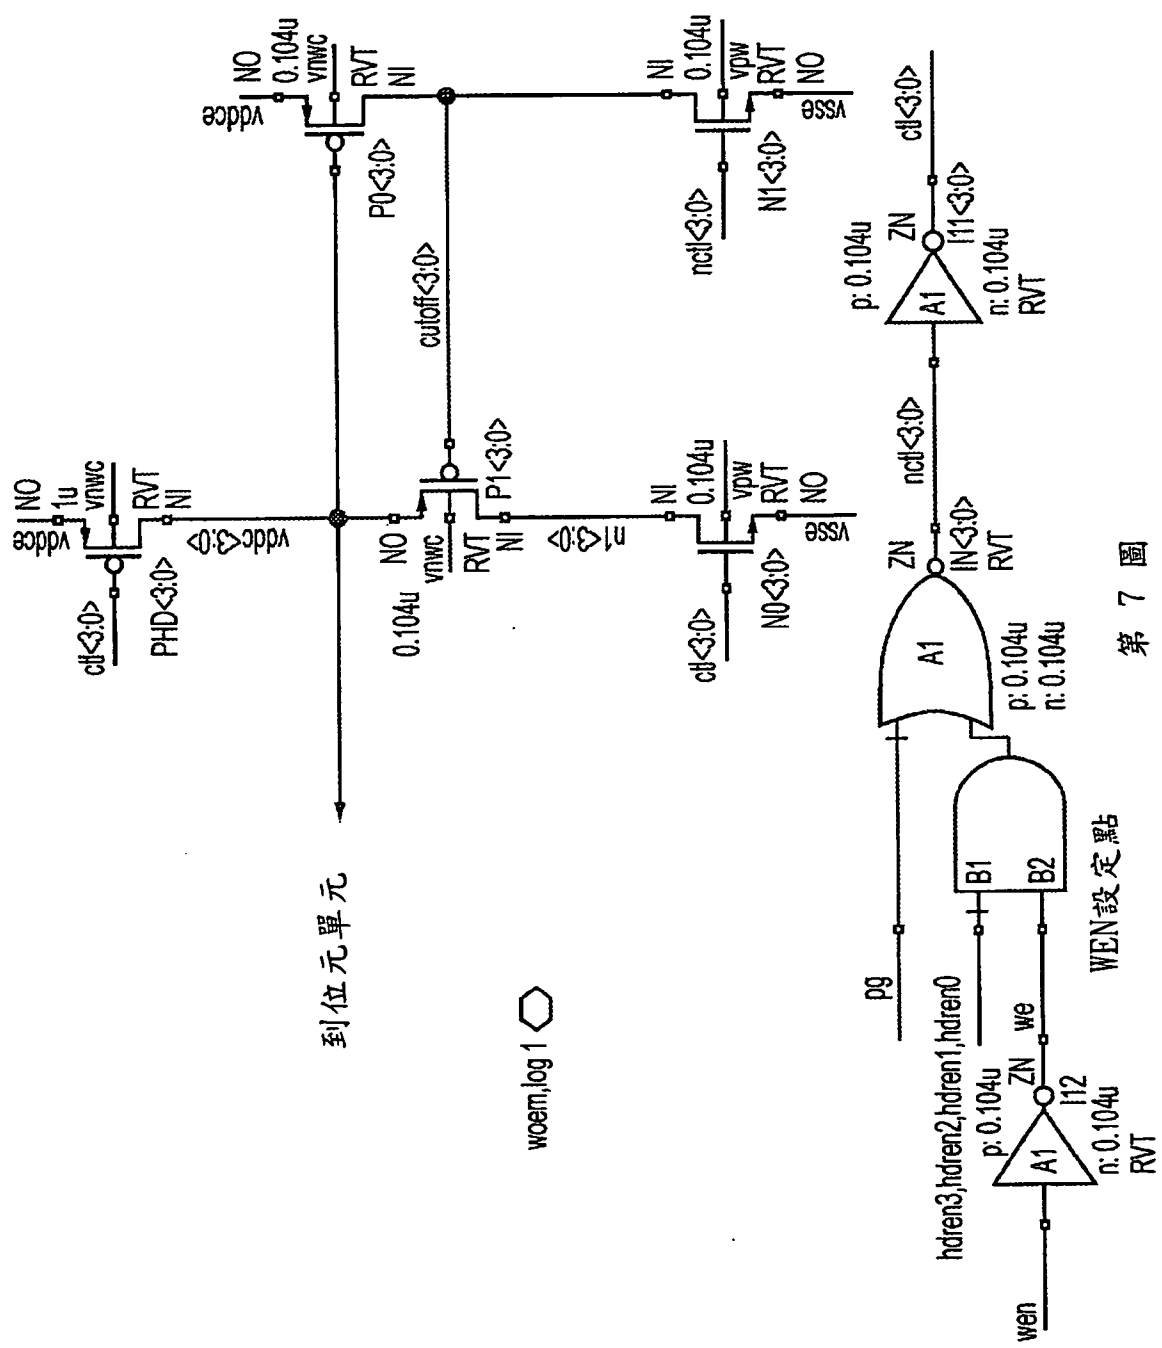 vddce
NO
1u
vnwc
RVT
NI
ctl<3:0>
PHD<3:0>
vddc<3:0>
vddce
NO
0.104u
vnwc
RVT
NI
P0<3:0>
cutoff<3:0>
NO
vnwc
RVT
NI
0.104u
P1<3:0>
n1<3:0>
NI
0.104u
vpw
RVT
NO
vsse
ctl<3:0>
N0<3:0>
NI
0.104u
vpw
RVT
NO
vsse
nctl<3:0>
N1<3:0>
到位元單元
woem,log 1
pg
hdren3,hdren2,hdren1,hdren0
wen
p: 0.104u
ZN
A1
I12
n: 0.104u
RVT
we
B1
B2
WEN設定點
A1
p: 0.104u
n: 0.104u
ZN
IN<3:0>
RVT
nctl<3:0>
p: 0.104u
ZN
A1
I11<3:0>
n: 0.104u
RVT
ctl<3:0>
第 7 圖